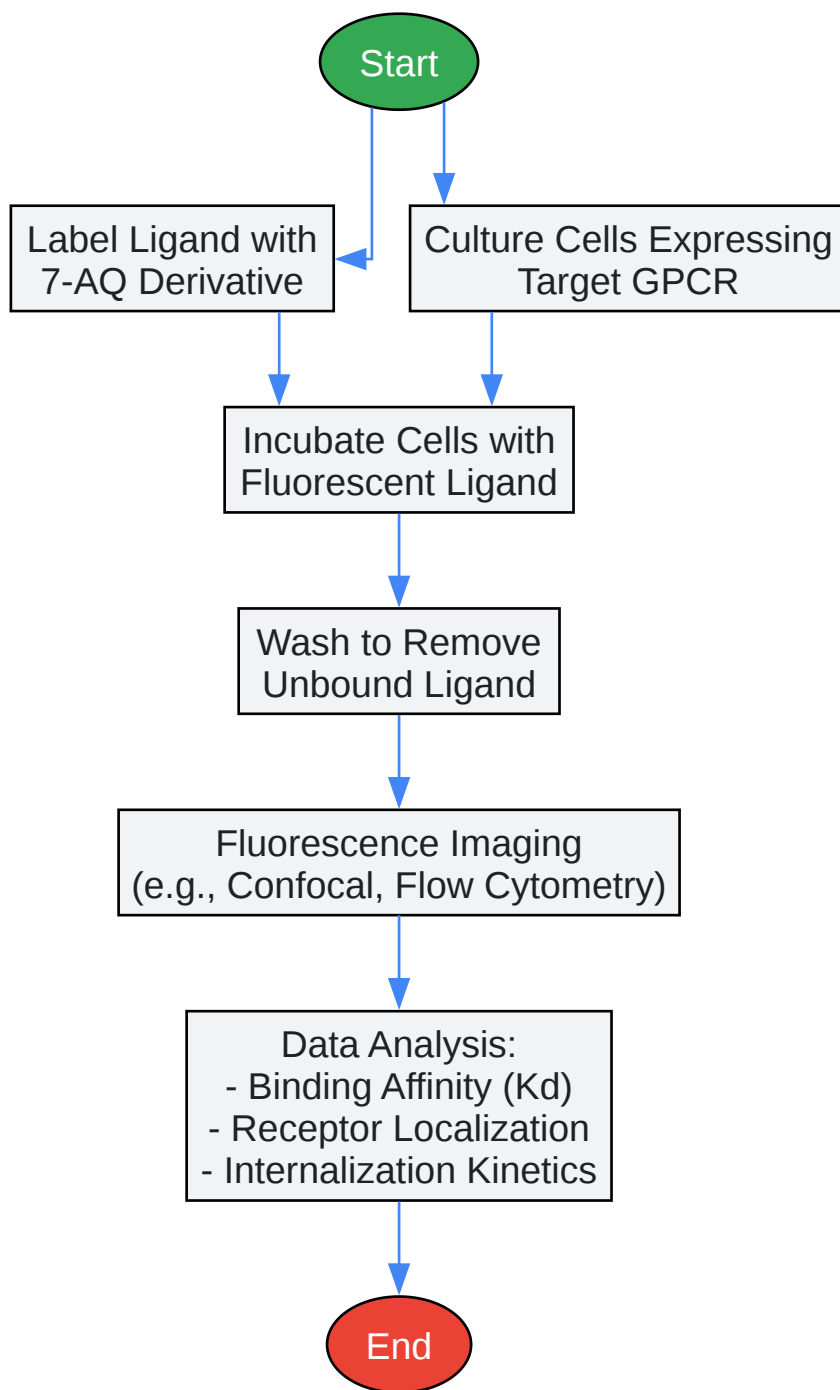 Start
Label Ligand with
7-AQ Derivative
Culture Cells Expressing
Target GPCR
Incubate Cells with
Fluorescent Ligand
Wash to Remove
Unbound Ligand
Fluorescence Imaging
(e.g., Confocal, Flow Cytometry)
Data Analysis:
- Binding Affinity (Kd)
- Receptor Localization
- Internalization Kinetics
End